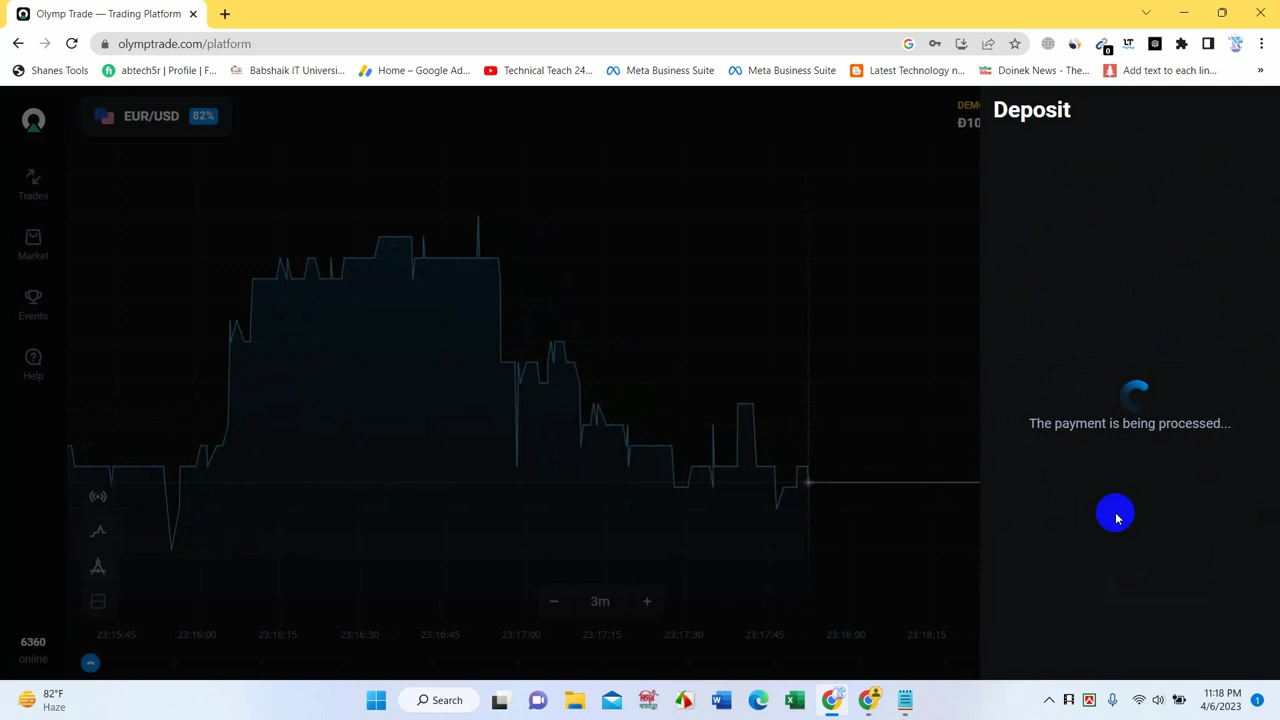 Olymp Trade — Trading Platform
olymptrade.com/platform
Shanes Tools
abtech5r | Profile | F...
Babshari IT Universi...
Home - Google Ad...
Technical Teach 24...
Meta Business Suite
Meta Business Suite
Latest Technology n...
Doinek News - The...
Add text to each lin...
»
EUR/USD 82%
DEMO
Đ10
Deposit
Trades
Market
Events
Help
The payment is being processed...
3m
23:15:45 23:16:00 23:16:15 23:16:30 23:16:45 23:17:00 23:17:15 23:17:30 23:17:45 23:18:00 23:18:15
6360
online
82°F
Haze
Search
11:18 PM
4/6/2023